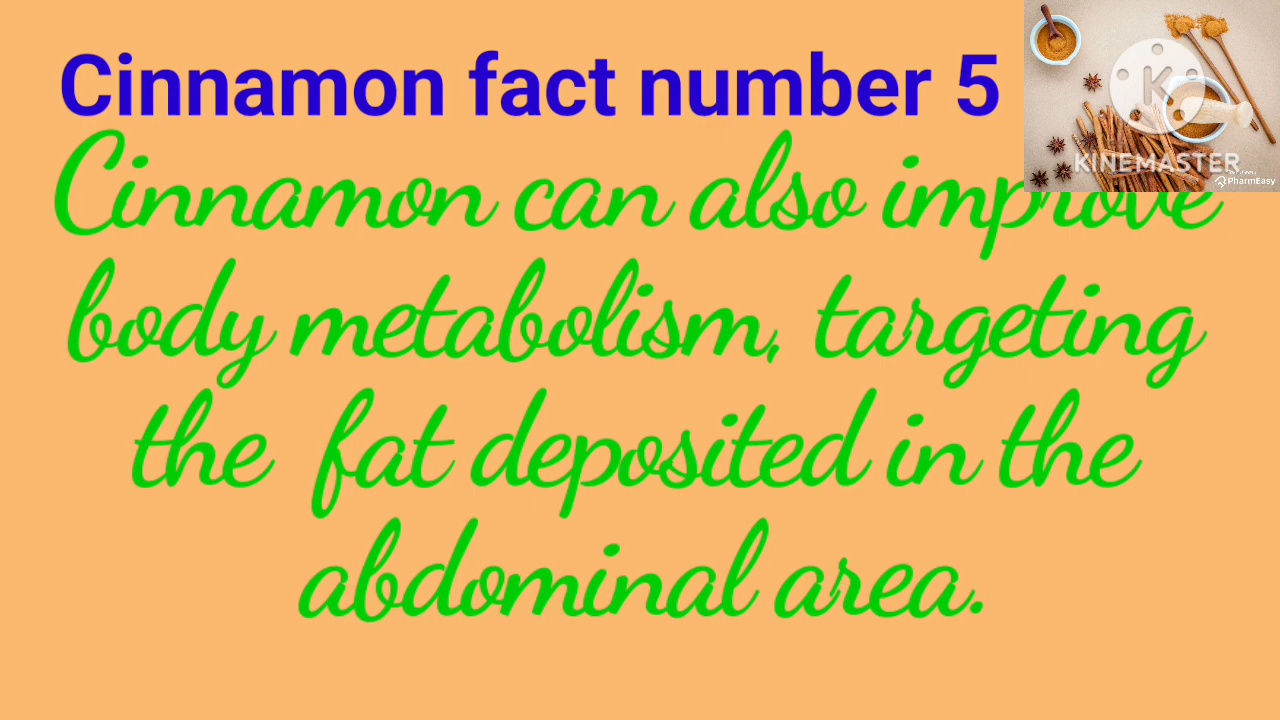 Cinnamon fact number 5
Cinnamon can also improve
body metabolism, targeting
the fat deposited in the
abdominal area.
K
KINEMASTER
PharmEasy